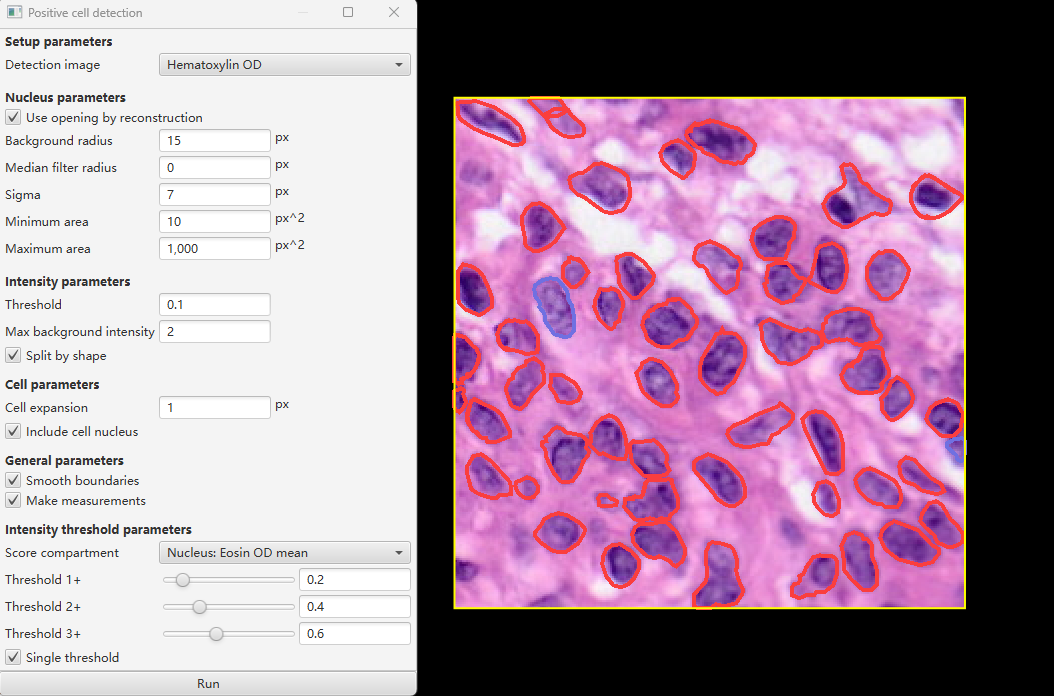 Positive cell detection
Setup parameters
Detection image Hematoxylin OD
Nucleus parameters
Use opening by reconstruction
Background radius 15 px
Median filter radius 0 px
Sigma 7 px
Minimum area 10 px^2
Maximum area 1,000 px^2
Intensity parameters
Threshold 0.1
Max background intensity 2
Split by shape
Cell parameters
Cell expansion 1 px
Include cell nucleus
General parameters
Smooth boundaries
Make measurements
Intensity threshold parameters
Score compartment Nucleus: Eosin OD mean
Threshold 1+ 0.2
Threshold 2+ 0.4
Threshold 3+ 0.6
Single threshold
Run